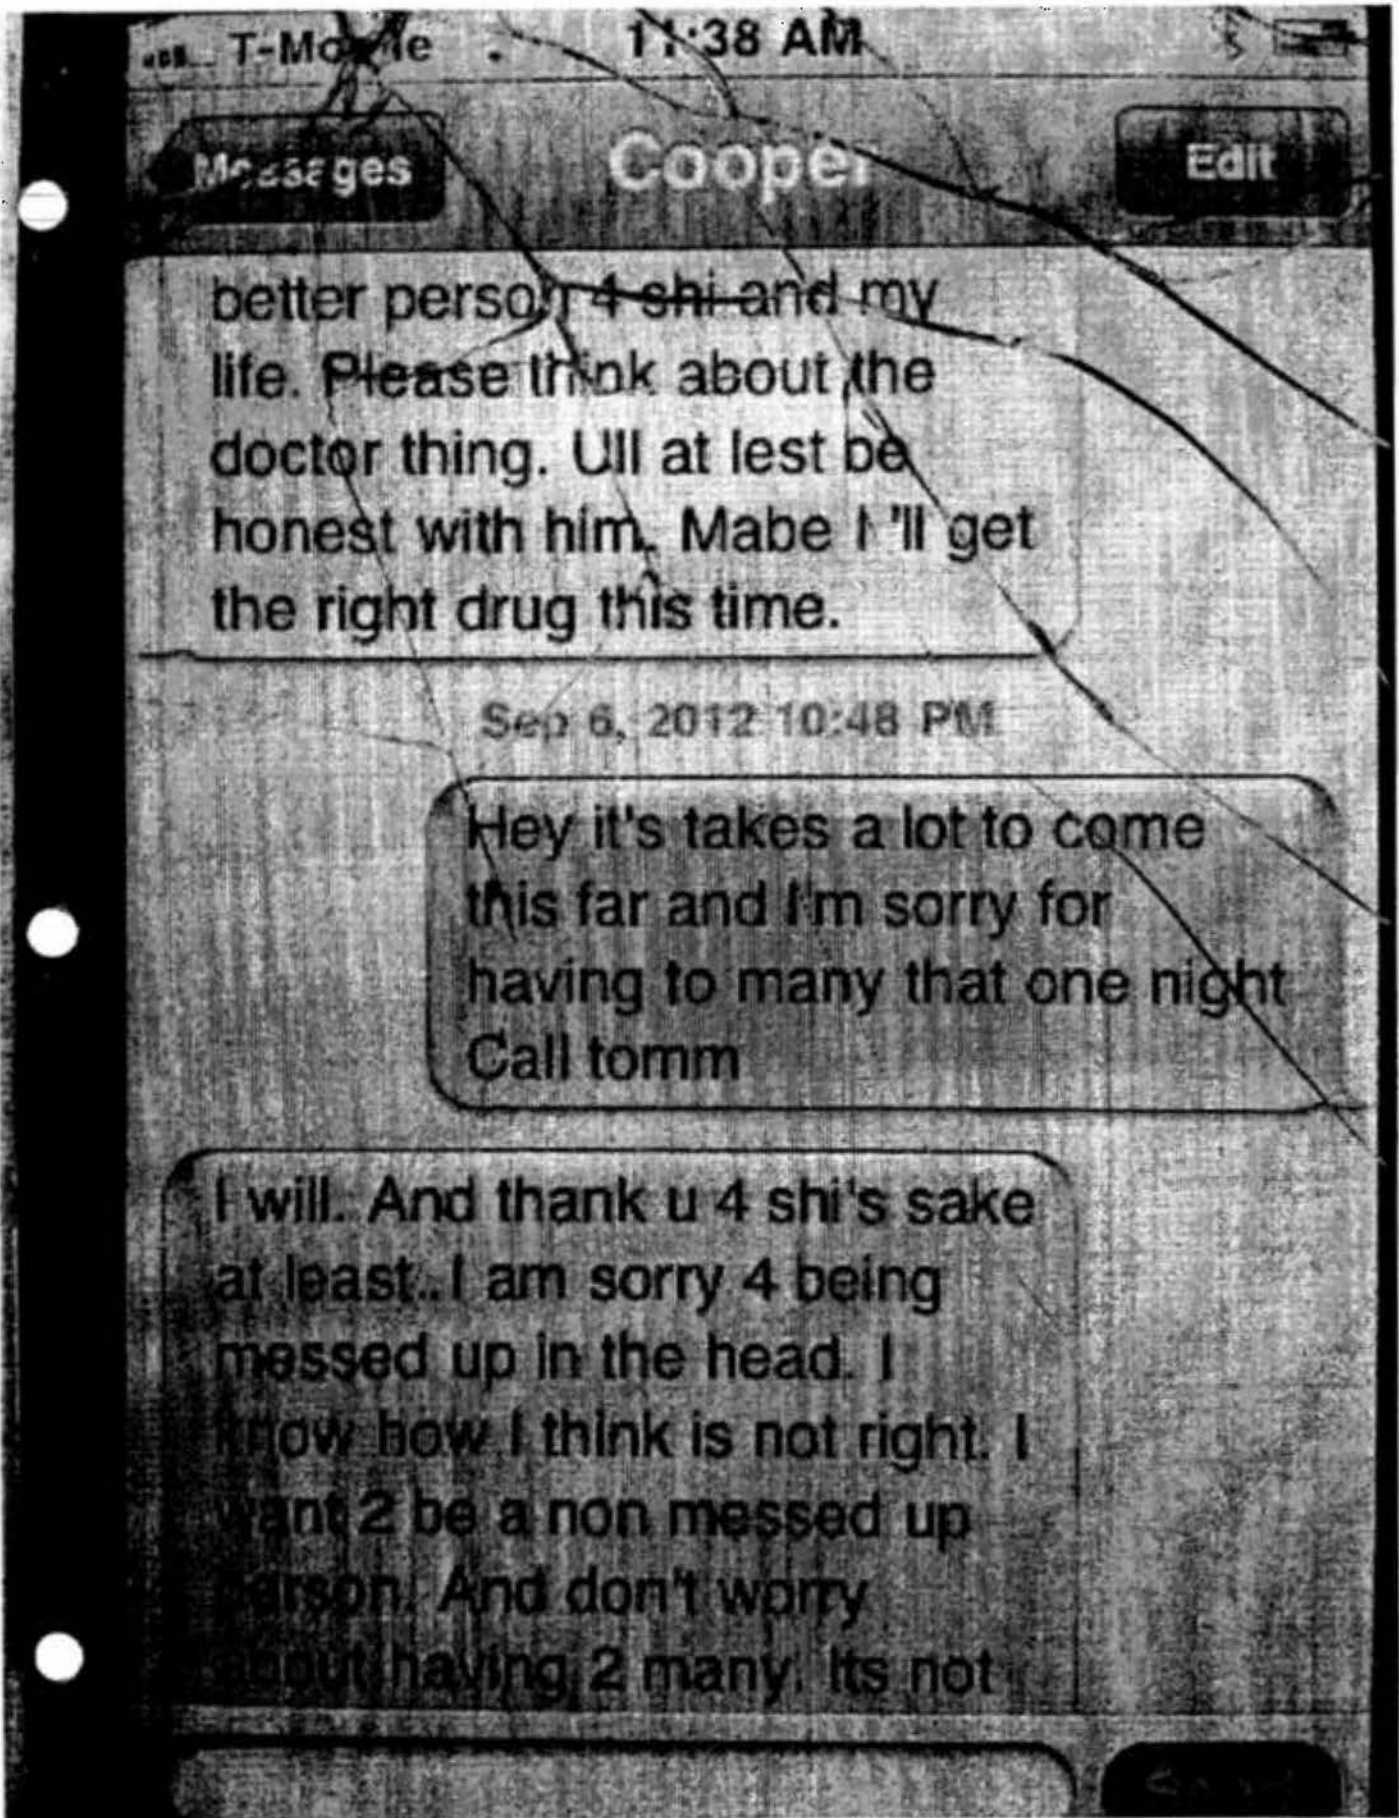 T-Mobile 11:38 AM
Messages Cooper Edit
better person 4 shi and my
life. Please think about the
doctor thing. Ull at lest be
honest with him. Mabe I 'll get
the right drug this time.
Sep 6, 2012 10:48 PM
Hey it's takes a lot to come
this far and I'm sorry for
having to many that one night
Call tomm
I will. And thank u 4 shi's sake
at least..I am sorry 4 being
messed up in the head. I
know how I think is not right. I
want 2 be a non messed up
person. And don't worry
about having 2 many. Its not